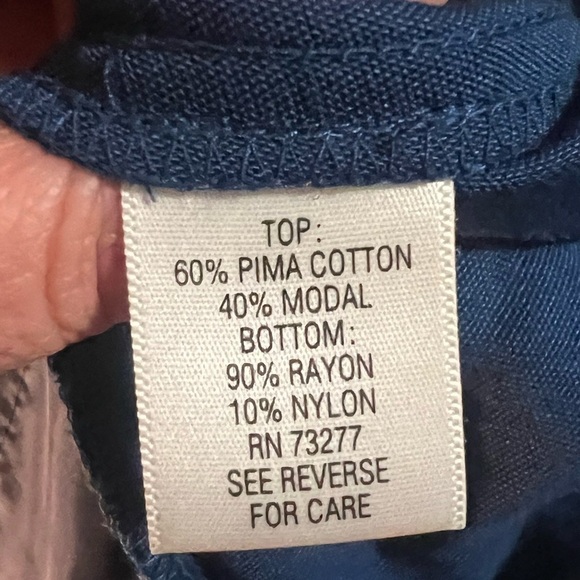 TOP:
60% PIMA COTTON
40% MODAL
BOTTOM:
90% RAYON
10% NYLON
RN 73277
SEE REVERSE
FOR CARE